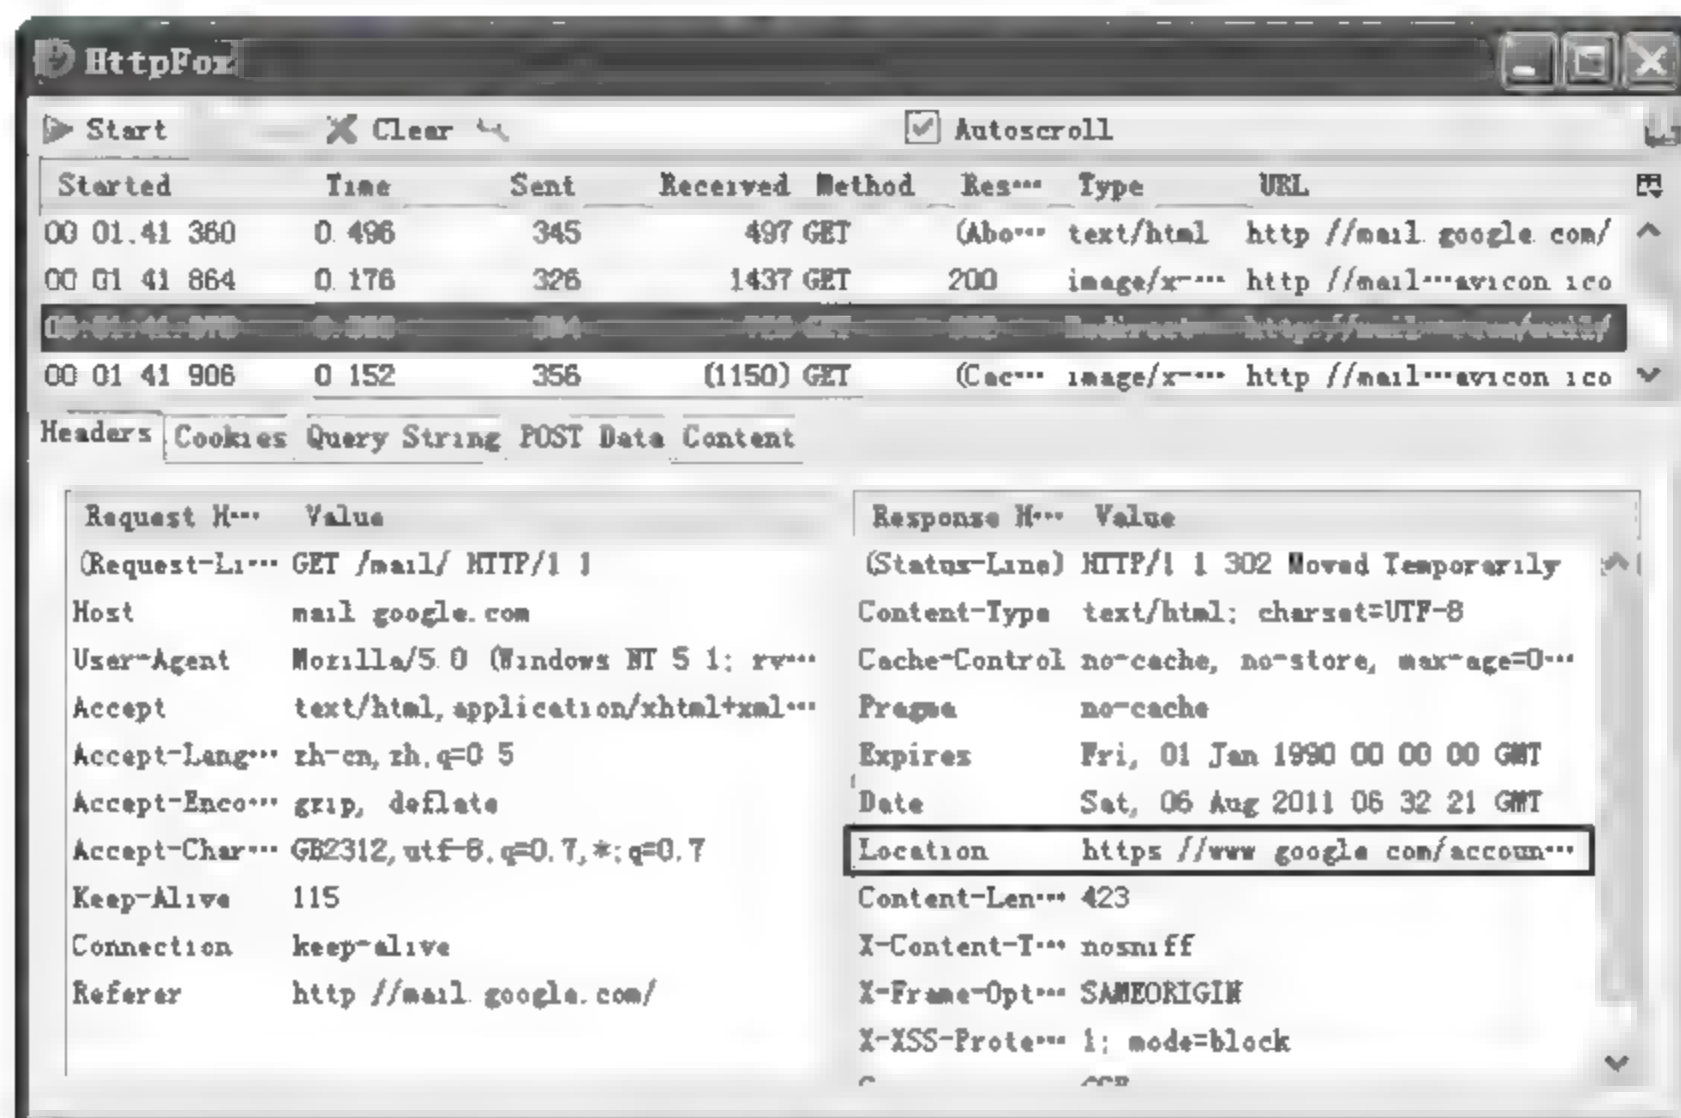 HttpFox
Start Clear Autoscroll
Started Time Sent Received Method Res… Type URL
00 01.41 360 0.496 345 497 GET (Abo… text/html http //mail.google.com/
00 01 41 864 0.176 326 1437 GET 200 image/x-… http //mail…avicon ico
00 01 41 906 0 152 356 (1150) GET (Cac… image/x-… http //mail…avicon ico
Headers Cookies Query String POST Data Content
Request H… Value
(Request-Li… GET /mail/ HTTP/1 1
Host mail google.com
User-Agent Mozilla/5.0 (Windows NT 5 1; rv…
Accept text/html,application/xhtml+xml…
Accept-Lang… zh-cn,zh,q=0 5
Accept-Enco… gzip, deflate
Accept-Char… GB2312,utf-8,q=0.7,*;q=0.7
Keep-Alive 115
Connection keep-alive
Referer http //mail.google.com/
Response H… Value
(Status-Line) HTTP/1 1 302 Moved Temporarily
Content-Type text/html; charset=UTF-8
Cache-Control no-cache, no-store, max-age=0…
Pragma no-cache
Expires Fri, 01 Jan 1990 00 00 00 GMT
Date Sat, 06 Aug 2011 06 32 21 GMT
Location https //www google com/accoun…
Content-Len… 423
X-Content-T… nosniff
X-Frame-Opt… SAMEORIGIN
X-XSS-Prote… 1; mode=block